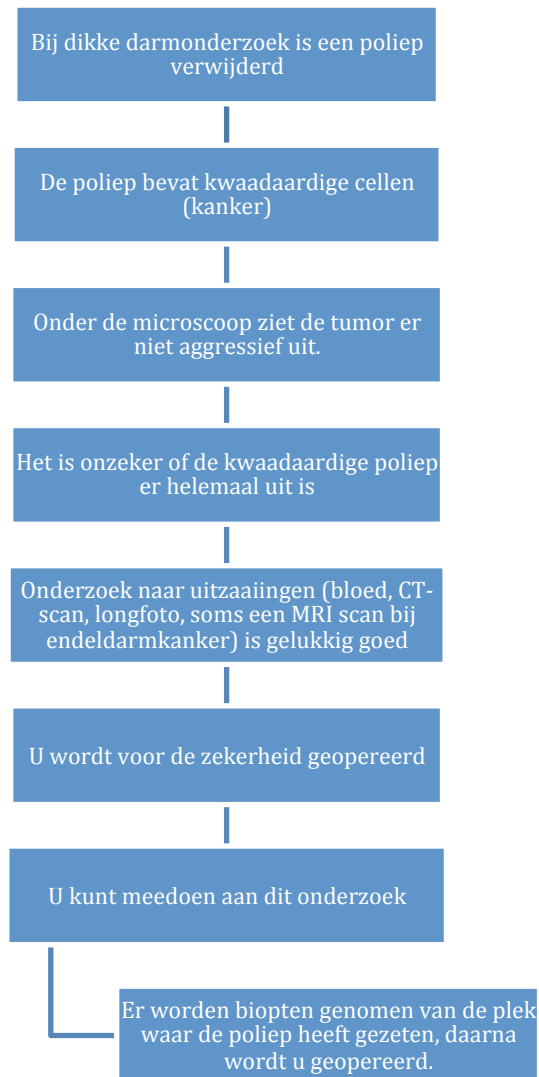 Bij dikke darmonderzoek is een poliep
verwijderd
De poliep bevat kwaadaardige cellen
(kanker)
Onder de microscoop ziet de tumor er
niet aggressief uit.
Het is onzeker of de kwaadaardige poliep
er helemaal uit is
Onderzoek naar uitzaaiingen (bloed, CT-
scan, longfoto, soms een MRI scan bij
endeldarmkanker) is gelukkig goed
U wordt voor de zekerheid geopereerd
U kunt meedoen aan dit onderzoek
Er worden biopten genomen van de plek
waar de poliep heeft gezeten, daarna
wordt u geopereerd.